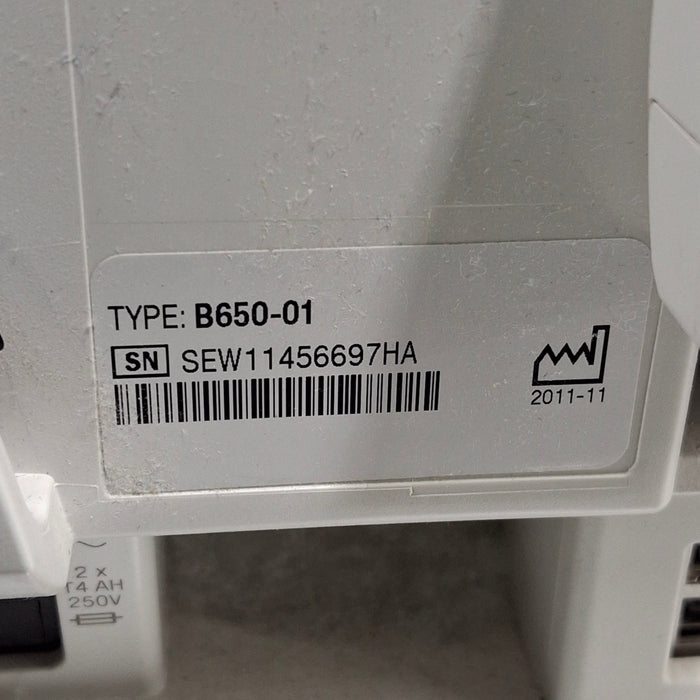 TYPE: B650-01
SN SEW11456697HA
2011-11
2 x
T4 AH
250V